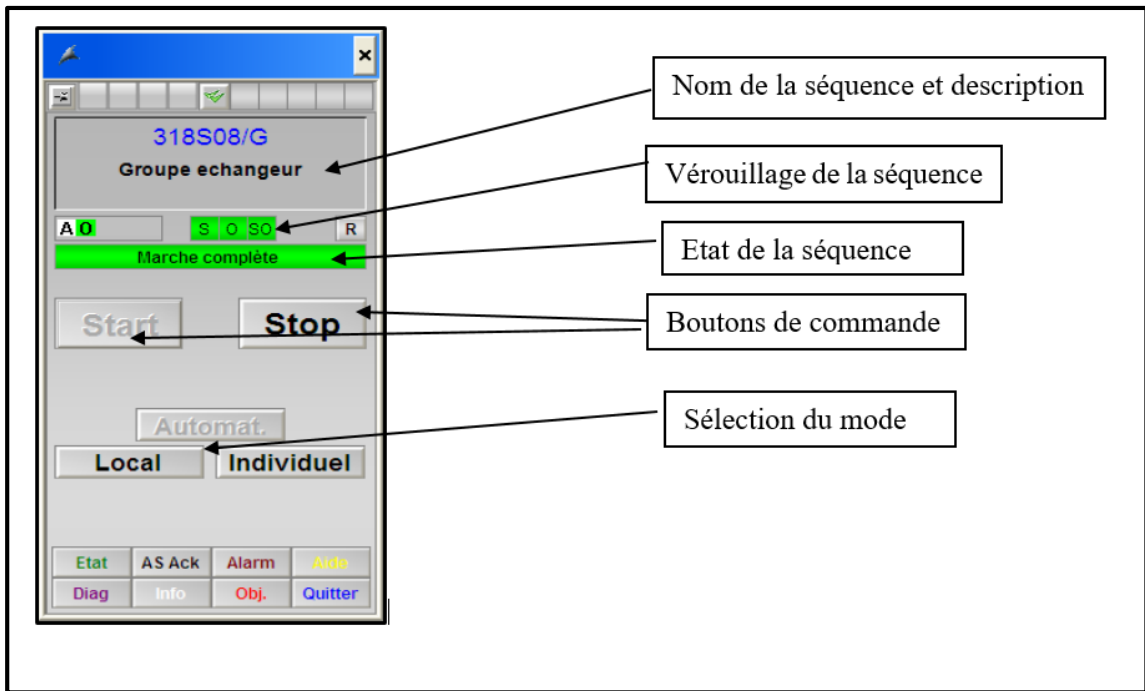 318S08/G
Groupe echangeur
A O S O SO R
Marche complète
Start Stop
Automat.
Local Individuel
Etat AS Ack Alarm Aide
Diag Info Obj. Quitter
Nom de la séquence et description
Vérouillage de la séquence
Etat de la séquence
Boutons de commande
Sélection du mode